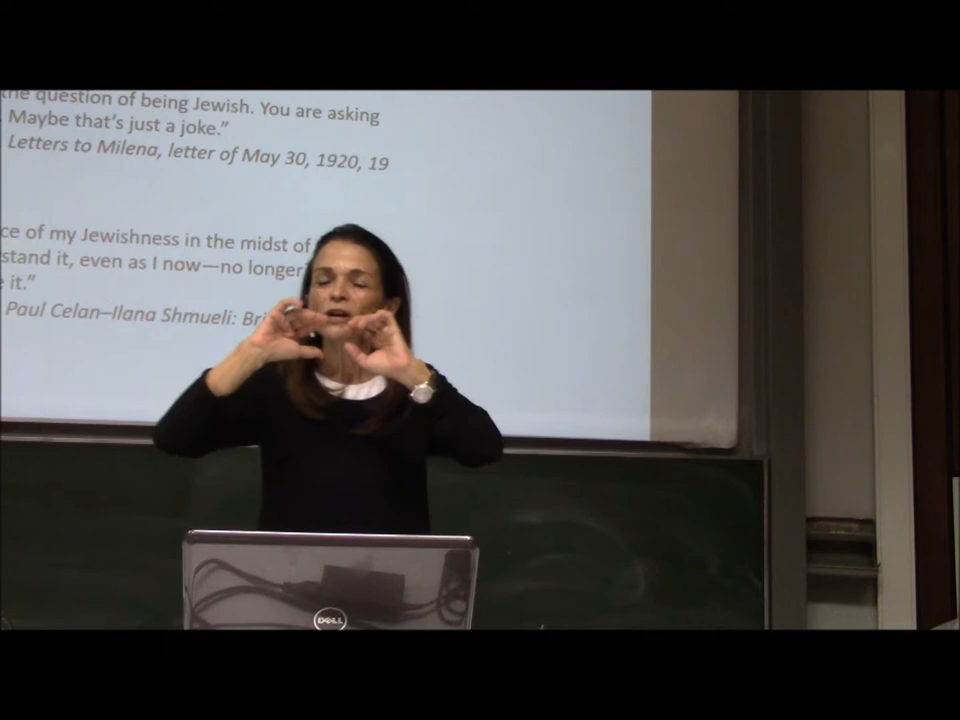 the question of being Jewish. You are asking
Maybe that's just a joke.”
Letters to Milena, letter of May 30, 1920, 19
ce of my Jewishness in the midst of
stand it, even as I now—no longer
it.”
Paul Celan–Ilana Shmueli: Bri
DELL